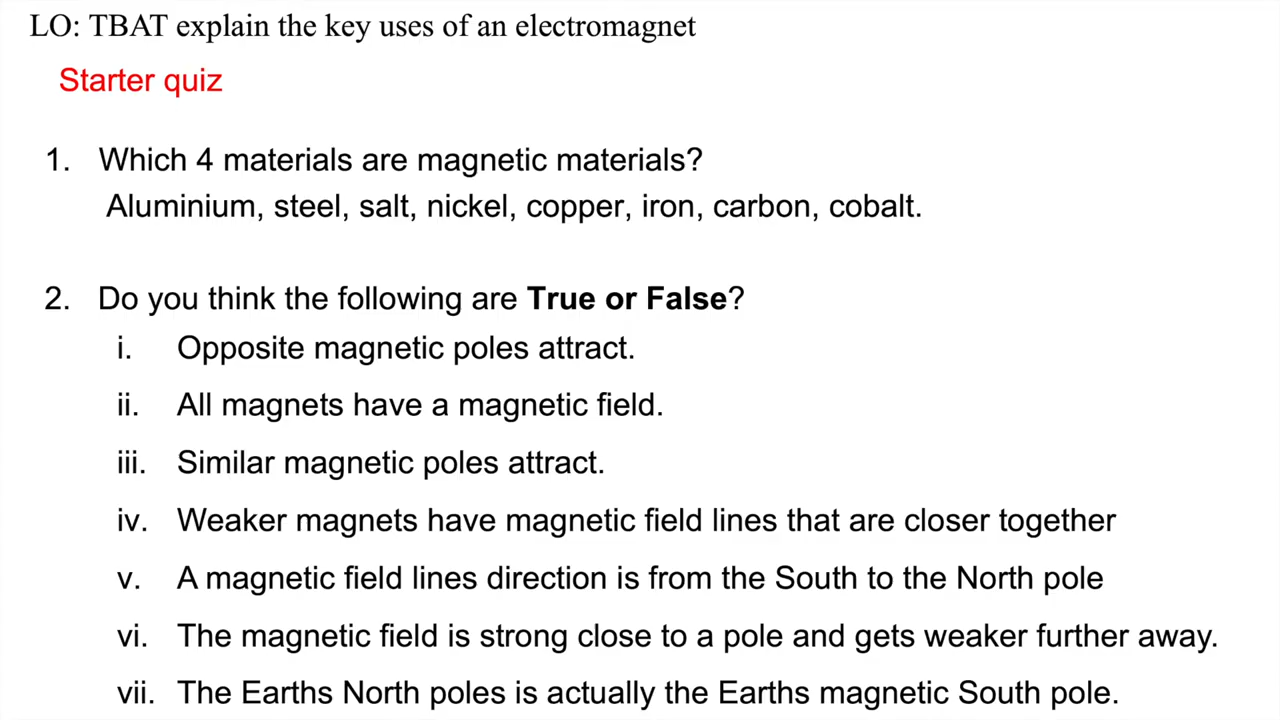 LO: TBAT explain the key uses of an electromagnet
Starter quiz
1. Which 4 materials are magnetic materials?
Aluminium, steel, salt, nickel, copper, iron, carbon, cobalt.
2. Do you think the following are True or False?
i. Opposite magnetic poles attract.
ii. All magnets have a magnetic field.
iii. Similar magnetic poles attract.
iv. Weaker magnets have magnetic field lines that are closer together
v. A magnetic field lines direction is from the South to the North pole
vi. The magnetic field is strong close to a pole and gets weaker further away.
vii. The Earths North poles is actually the Earths magnetic South pole.